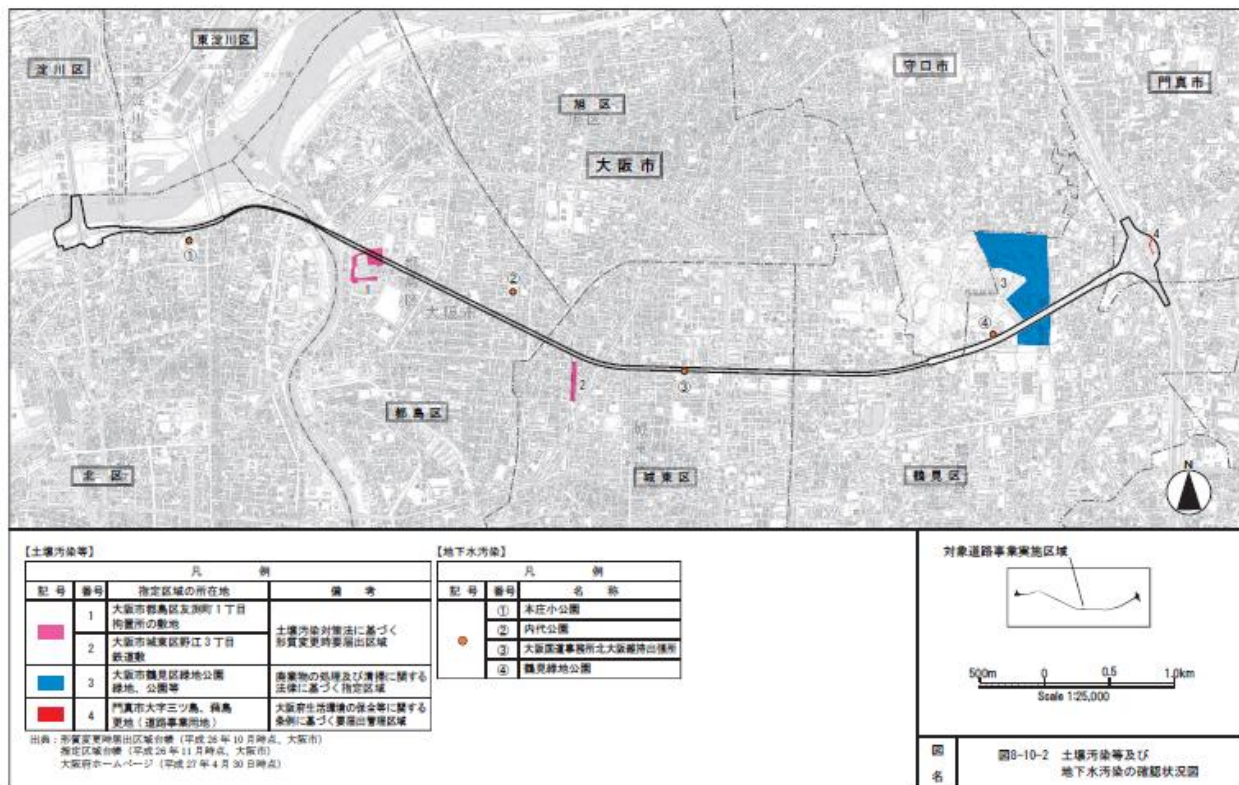 東淀川区
淀川区
守口市
門真市
旭区
大阪市
4
①
②
3
1
④
2
③
都島区
北区
城東区
鶴見区
N
【土壌汚染等】
凡 例
記号 番号 指定区域の所在地 備考
1 大阪市都島区友渕町1丁目
拘置所の敷地
土壌汚染対策法に基づく
形質変更時要届出区域
2 大阪市城東区野江3丁目
鉄道敷
3 大阪市鶴見区緑地公園
緑地、公園等
廃棄物の処理及び清掃に関する
法律に基づく指定区域
4 門真市大字三ツ島、薭島
更地(道路事業用地)
大阪府生活環境の保全等に関する
条例に基づく要届出管理区域
出典:形質変更時届出区域台帳(平成26年10月時点、大阪市)
指定区域台帳(平成26年11月時点、大阪市)
大阪府ホームページ(平成27年4月30日時点)
【地下水汚染】
凡 例
記号 番号 名称
① 本庄小公園
② 内代公園
③ 大阪国道事務所北大阪維持出張所
④ 鶴見緑地公園
対象道路事業実施区域
500m 0 0.5 1.0km
Scale 1:25,000
図名
図8-10-2 土壌汚染等及び
地下水汚染の確認状況図